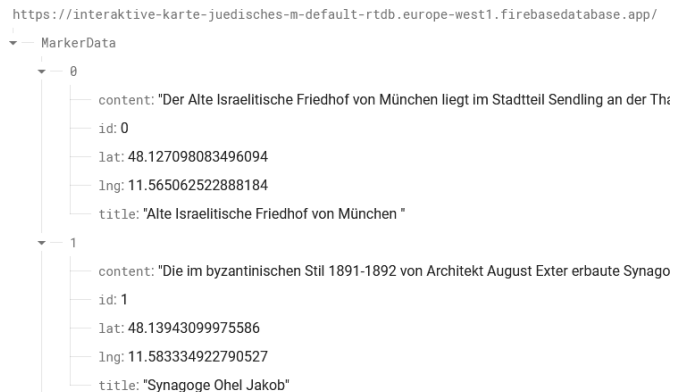 https://interaktive-karte-juedisches-m-default-rtdb.europe-west1.firebasedatabase.app/
MarkerData
0
content: "Der Alte Israelitische Friedhof von München liegt im Stadtteil Sendling an der Tha
id: 0
lat: 48.127098083496094
lng: 11.565062522888184
title: "Alte Israelitische Friedhof von München "
1
content: "Die im byzantinischen Stil 1891-1892 von Architekt August Exter erbaute Synago
id: 1
lat: 48.13943099975586
lng: 11.583334922790527
title: "Synagoge Ohel Jakob"